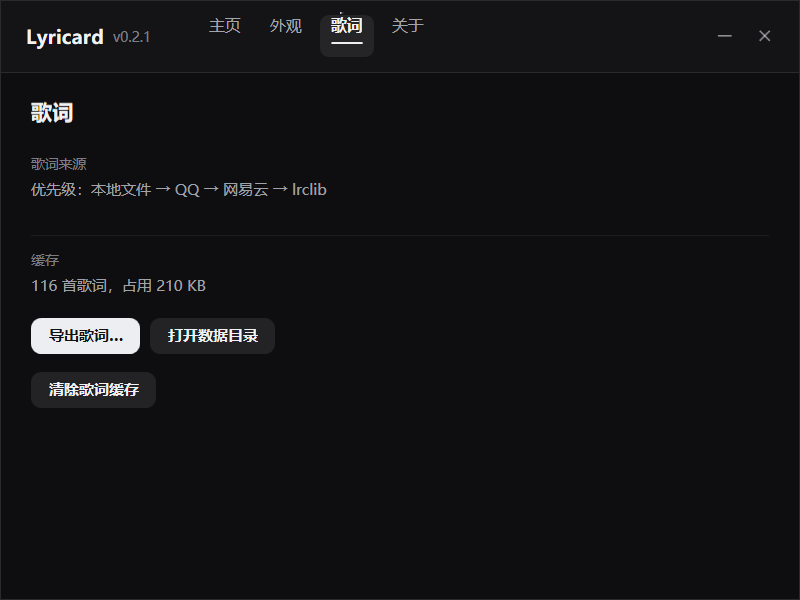 Lyricard v0.2.1 主页 外观 歌词 关于
歌词
歌词来源
优先级：本地文件 → QQ → 网易云 → lrclib
缓存
116 首歌词，占用 210 KB
导出歌词... 打开数据目录
清除歌词缓存